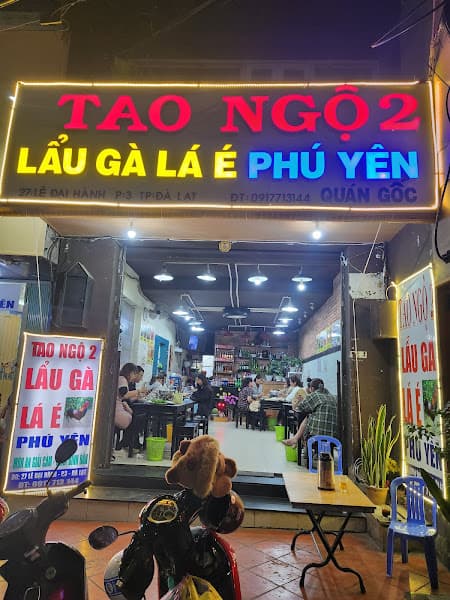 TAO NGỘ 2
LẨU GÀ LÁ É PHÚ YÊN
27 LÊ ĐẠI HÀNH P:3 TP:ĐÀ LẠT ĐT: 0917713144 QUÁN GỐC
TAO NGỘ 2
LẨU GÀ
LÁ É
PHÚ YÊN
TAO NGỘ 2
LẨU GÀ
LÁ É
PHÚ YÊN